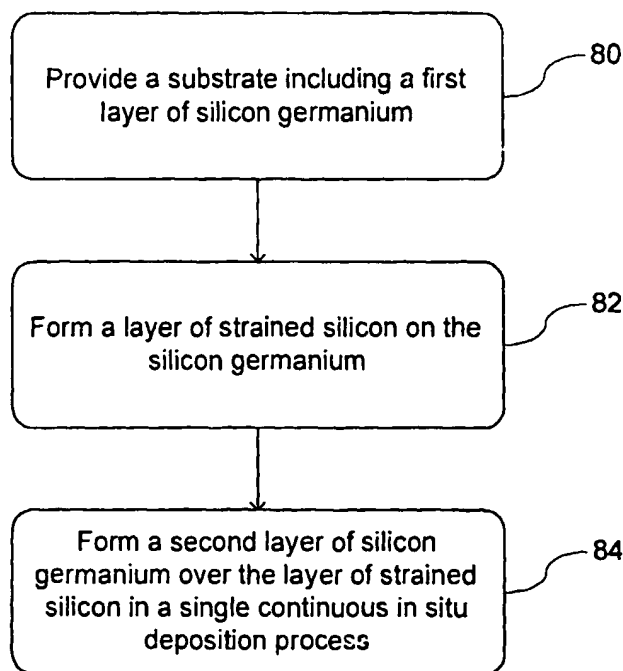 Provide a substrate including a first
layer of silicon germanium
80
Form a layer of strained silicon on the
silicon germanium
82
Form a second layer of silicon
germanium over the layer of strained
silicon in a single continuous in situ
deposition process
84